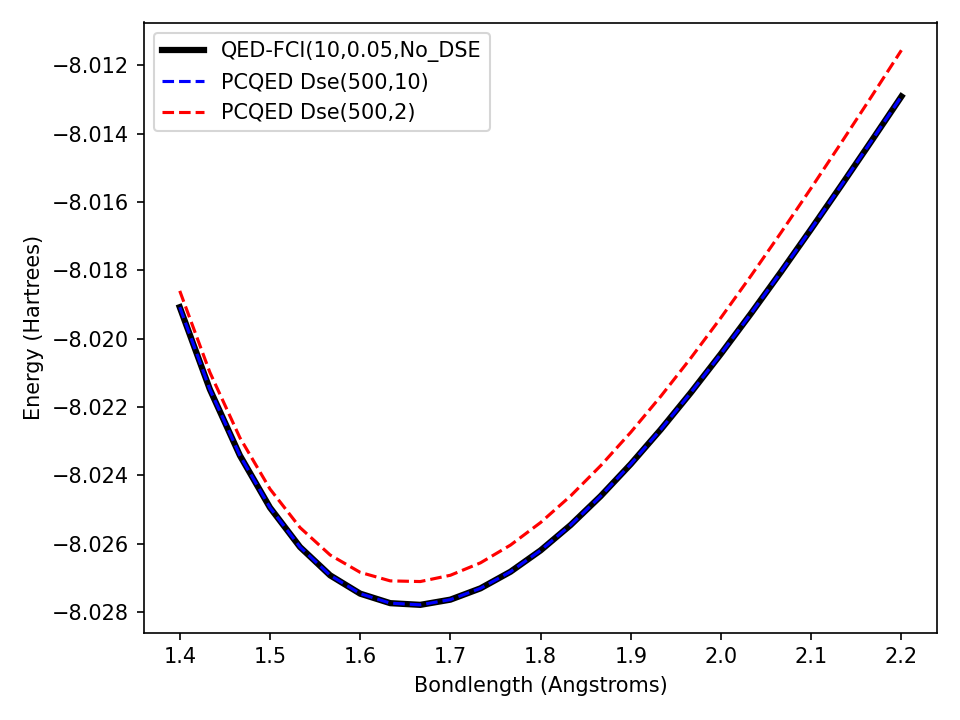 QED-FCI(10,0.05,No_DSE
PCQED Dse(500,10)
PCQED Dse(500,2)
Energy (Hartrees)
−8.012
−8.014
−8.016
−8.018
−8.020
−8.022
−8.024
−8.026
−8.028
1.4 1.5 1.6 1.7 1.8 1.9 2.0 2.1 2.2
Bondlength (Angstroms)